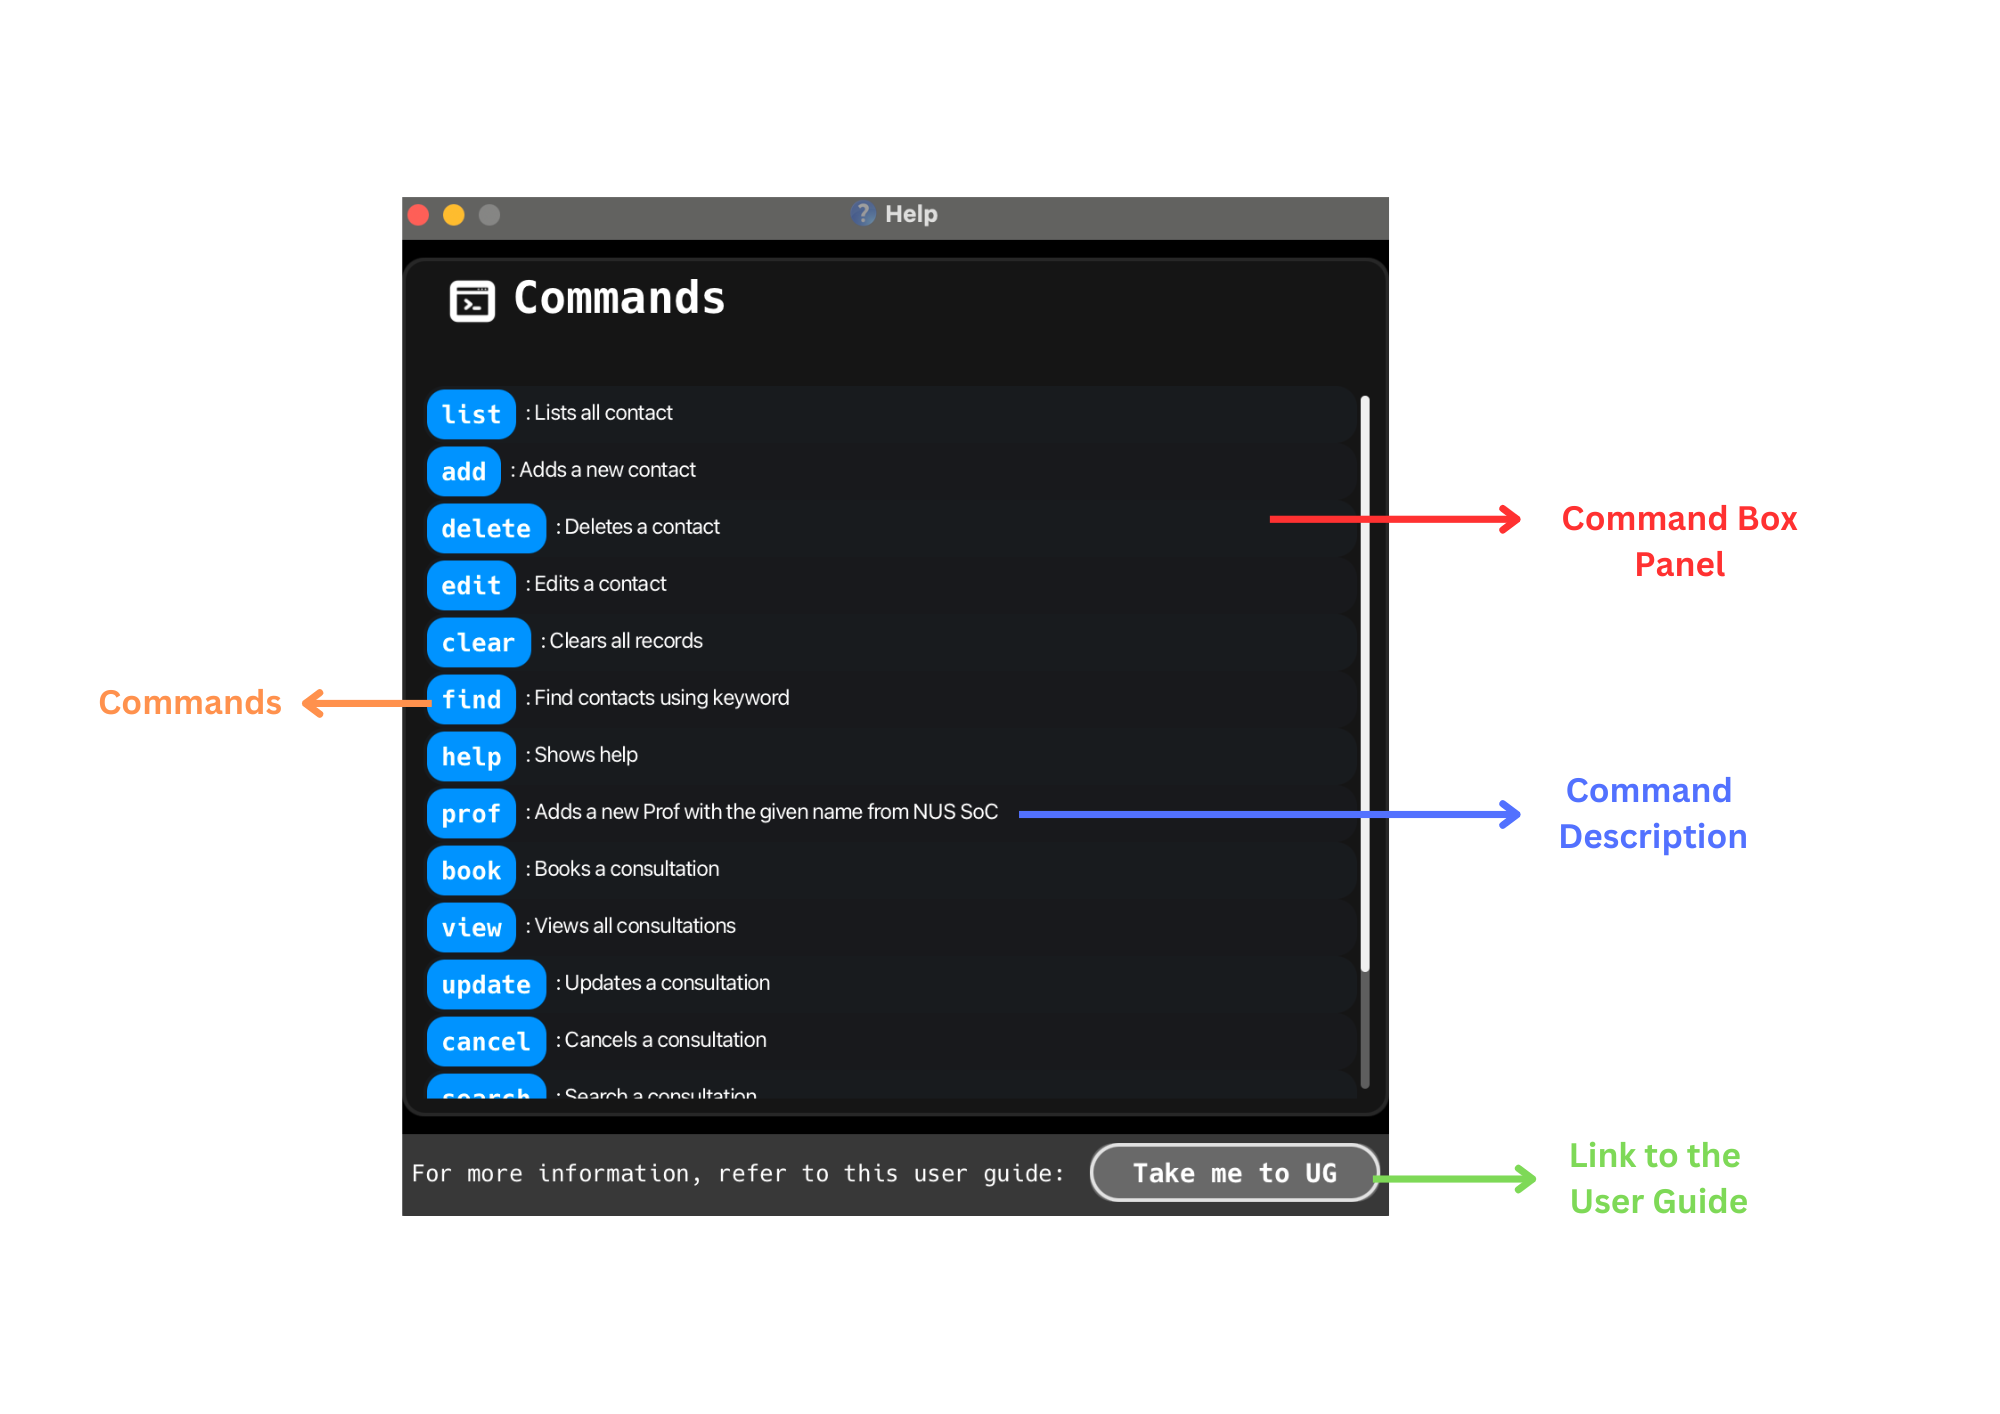 Help
Commands
list : Lists all contact
add : Adds a new contact
delete : Deletes a contact
edit : Edits a contact
clear : Clears all records
find : Find contacts using keyword
help : Shows help
prof : Adds a new Prof with the given name from NUS SoC
book : Books a consultation
view : Views all consultations
update : Updates a consultation
cancel : Cancels a consultation
search : Search a consultation
For more information, refer to this user guide: Take me to UG
Commands
Command Box
Panel
Command
Description
Link to the
User Guide